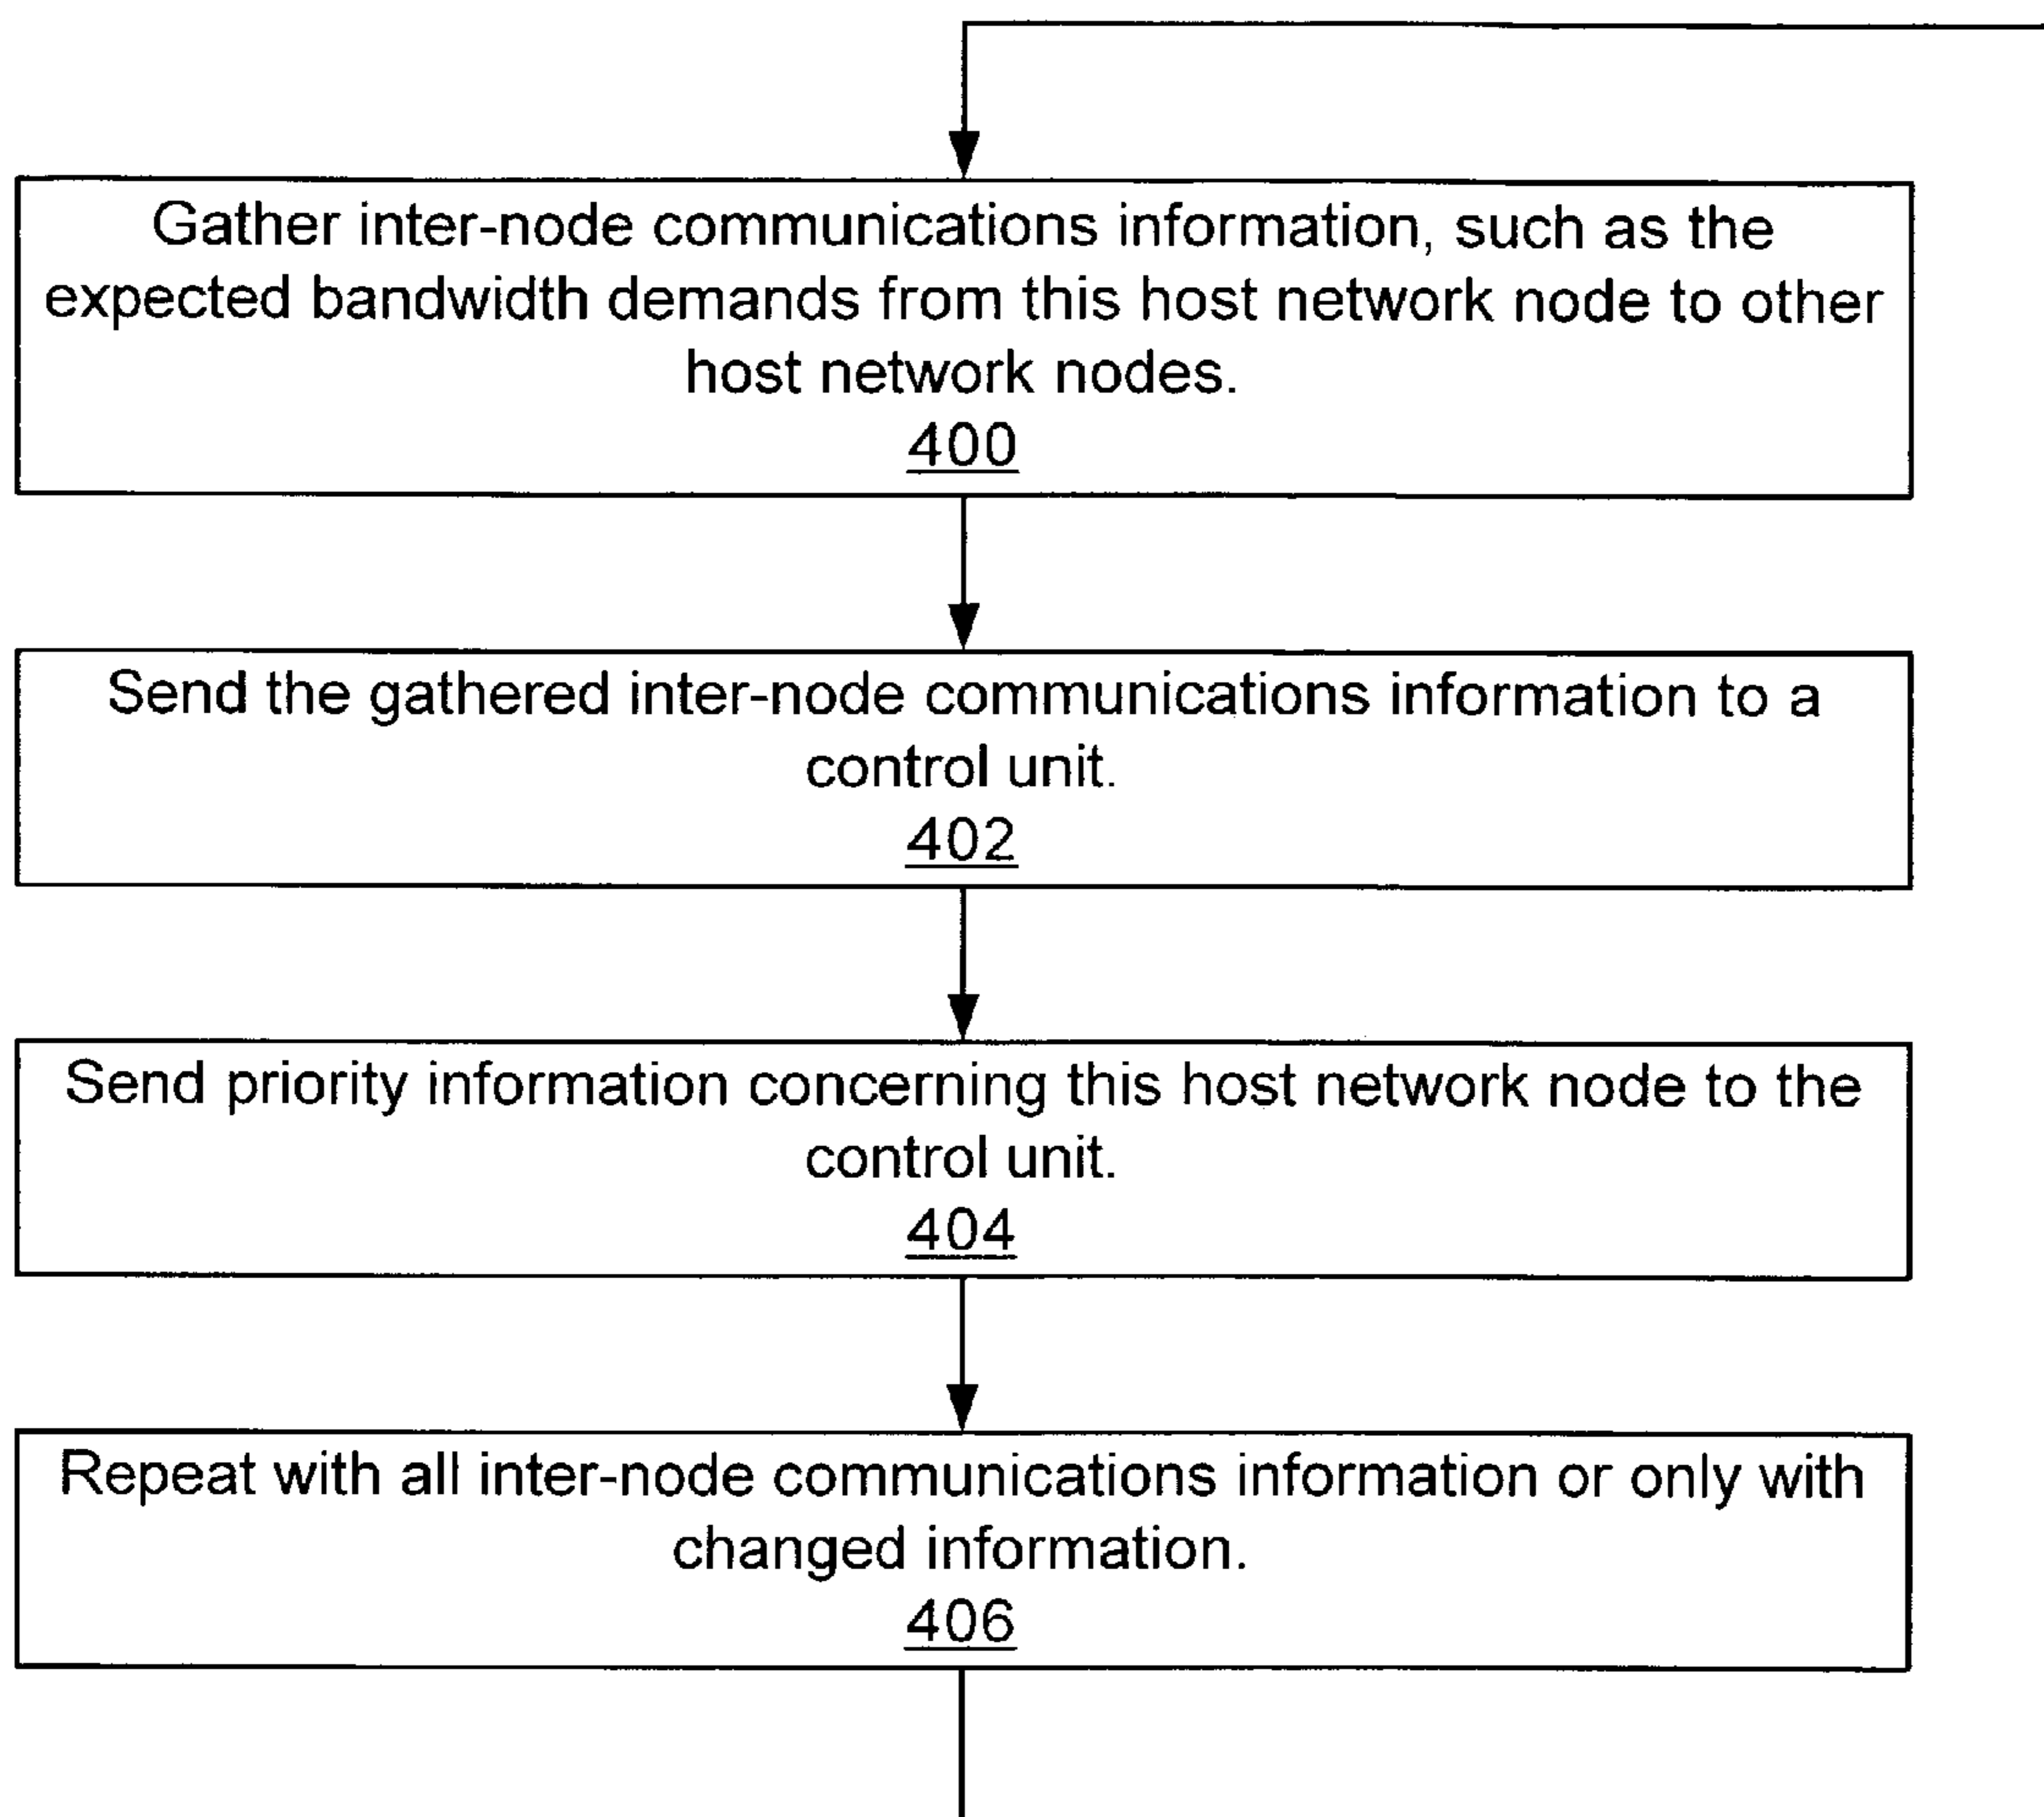 Gather inter-node communications information, such as the
expected bandwidth demands from this host network node to other
host network nodes.
400
Send the gathered inter-node communications information to a
control unit.
402
Send priority information concerning this host network node to the
control unit.
404
Repeat with all inter-node communications information or only with
changed information.
406